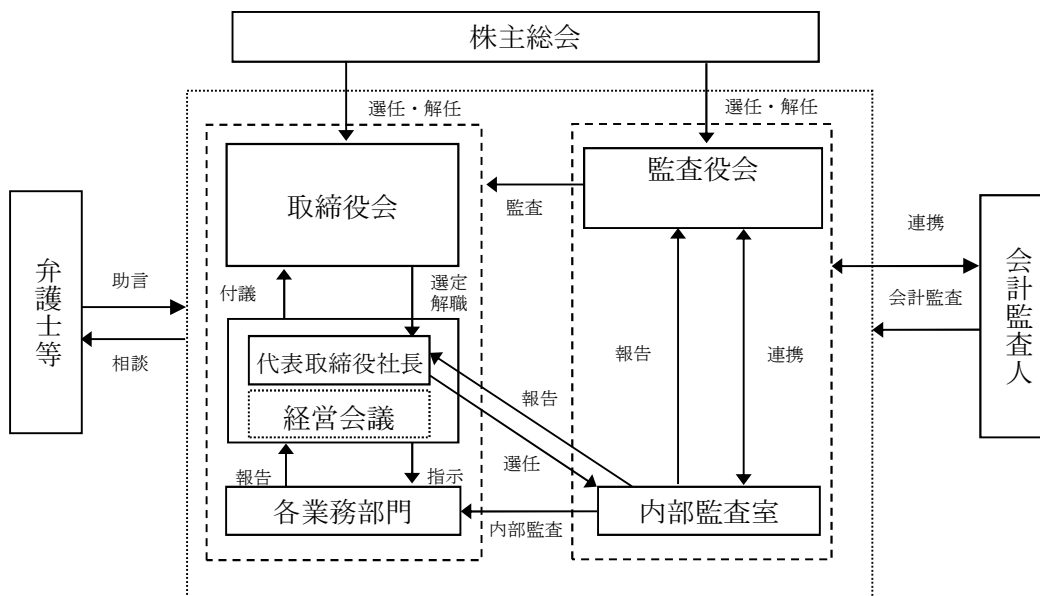 株主総会
選任・解任
選任・解任
取締役会
監査役会
監査
弁護士等
助言
相談
付議
選定
解職
代表取締役社長
経営会議
報告
指示
各業務部門
報告
選任
内部監査
報告
連携
内部監査室
連携
会計監査
会計監査人